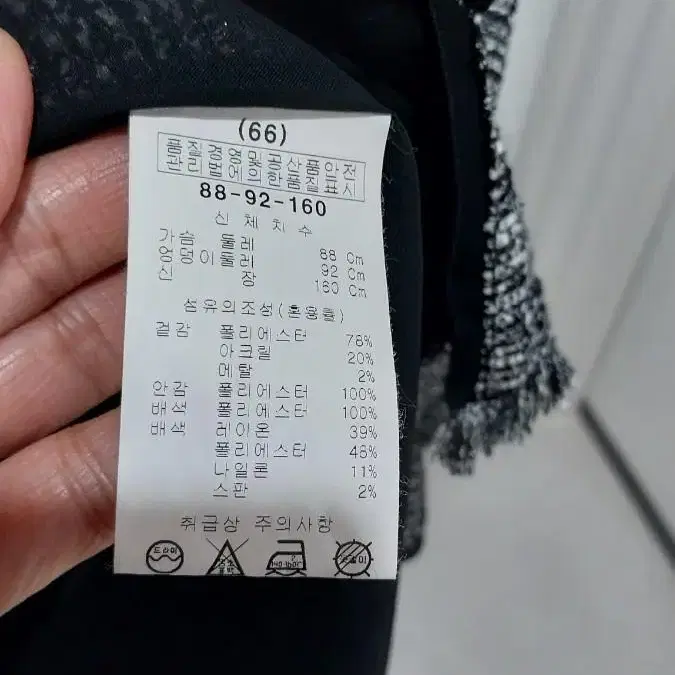 (66)
품질경영및공산품안전
관리법에의한품질표시
88-92-160
신체치수
가슴 둘레 88 Cm
엉덩이둘레 92 Cm
신 장 160 Cm
섬유의조성(혼용률)
겉감 폴리에스터 78%
아크릴 20%
메탈 2%
안감 폴리에스터 100%
배색 폴리에스터 100%
배색 레이온 39%
폴리에스터 48%
나일론 11%
스판 2%
취급상 주의사항
드라이